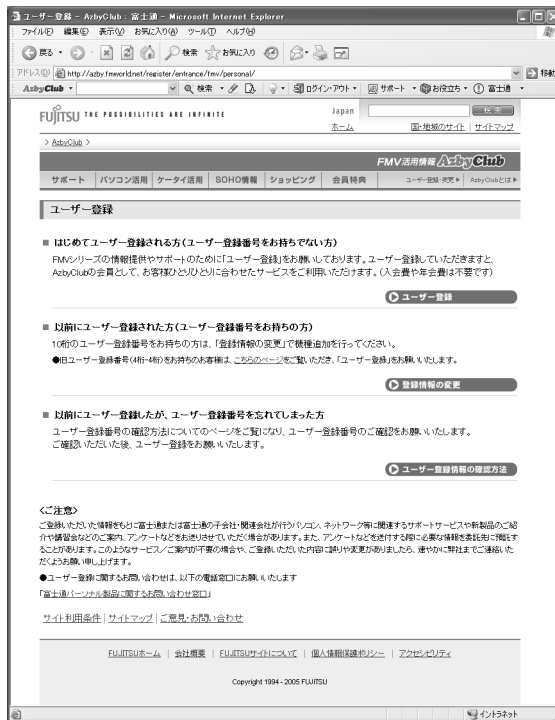 ユーザー登録 - AzbyClub : 富士通 - Microsoft Internet Explorer
ファイル(F) 編集(E) 表示(V) お気に入り(A) ツール(T) ヘルプ(H)
戻る 検索 お気に入り
アドレス(D) http://azby.fmworld.net/register/entrance/fmv/personal/ 移動
AzbyClub 検索 ログイン・アウト サポート お役立ち 富士通
FUJITSU THE POSSIBILITIES ARE INFINITE Japan 検索
ホーム 国・地域のサイト | サイトマップ
> AzbyClub >
FMV活用情報 AzbyClub
サポート パソコン活用 ケータイ活用 SOHO情報 ショッピング 会員特典 ユーザー登録・変更 AzbyClubとは
ユーザー登録
■ はじめてユーザー登録される方(ユーザー登録番号をお持ちでない方)
FMVシリーズの情報提供やサポートのために「ユーザー登録」をお願いしております。ユーザー登録していただきますと、
AzbyClubの会員として、お客様ひとりひとりに合わせたサービスをご利用いただけます。(入会費や年会費は不要です)
ユーザー登録
■ 以前にユーザー登録された方(ユーザー登録番号をお持ちの方)
10桁のユーザー登録番号をお持ちの方は、「登録情報の変更」で機種追加を行ってください。
●旧ユーザー登録番号(4桁-4桁)をお持ちのお客様は、こちらのページをご覧いただき、「ユーザー登録」をお願いいたします。
登録情報の変更
■ 以前にユーザー登録したが、ユーザー登録番号を忘れてしまった方
ユーザー登録番号の確認方法についてのページをご覧になり、ユーザー登録番号のご確認をお願いいたします。
ご確認いただいた後、ユーザー登録をお願いいたします。
ユーザー登録情報の確認方法
<ご注意>
ご登録いただいた情報をもとに富士通または富士通の子会社・関連会社が行うパソコン、ネットワーク等に関連するサポートサービスや新製品のご紹
介や講習会などのご案内、アンケートなどをお送りさせていただく場合があります。また、アンケートなどを送付する際に必要な情報を委託先に預託す
ることがあります。このようなサービス/ご案内が不要の場合や、ご登録いただいた内容に誤りや変更がありましたら、速やかに弊社までご連絡いた
だくようお願い申し上げます。
●ユーザー登録に関するお問い合わせは、以下の電話窓口にお願いいたします
「富士通パーソナル製品に関するお問い合わせ窓口」
サイト利用条件 | サイトマップ | ご意見・お問い合わせ
FUJITSUホーム | 会社概要 | FUJITSUサイトについて | 個人情報保護ポリシー | アクセシビリティ
Copyright 1994 - 2005 FUJITSU
イントラネット